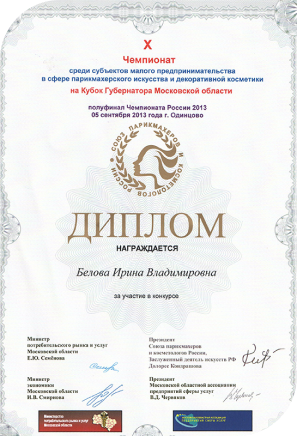 X
Чемпионат
среди субъектов малого предпринимательства
в сфере парикмахерского искусства и декоративной косметики
на Кубок Губернатора Московской области
полуфинал Чемпионата России 2013
05 сентября 2013 года г. Одинцово
СОЮЗ ПАРИКМАХЕРОВ И КОСМЕТОЛОГОВ РОССИИ
ДИПЛОМ
НАГРАЖДАЕТСЯ
Белова Ирина Владимировна
за участие в конкурсе
Министр
потребительского рынка и услуг
Московской области
Е.Ю. Семёнова
Президент
Союза парикмахеров
и косметологов России,
Заслуженный деятель искусств РФ
Долорес Кондрашова
Министр
экономики
Московской области
И.В. Смирнова
Президент
Московской областной ассоциации
предприятий сферы услуг
В.Д. Черников
Министерство
потребительского рынка и услуг
Московской области